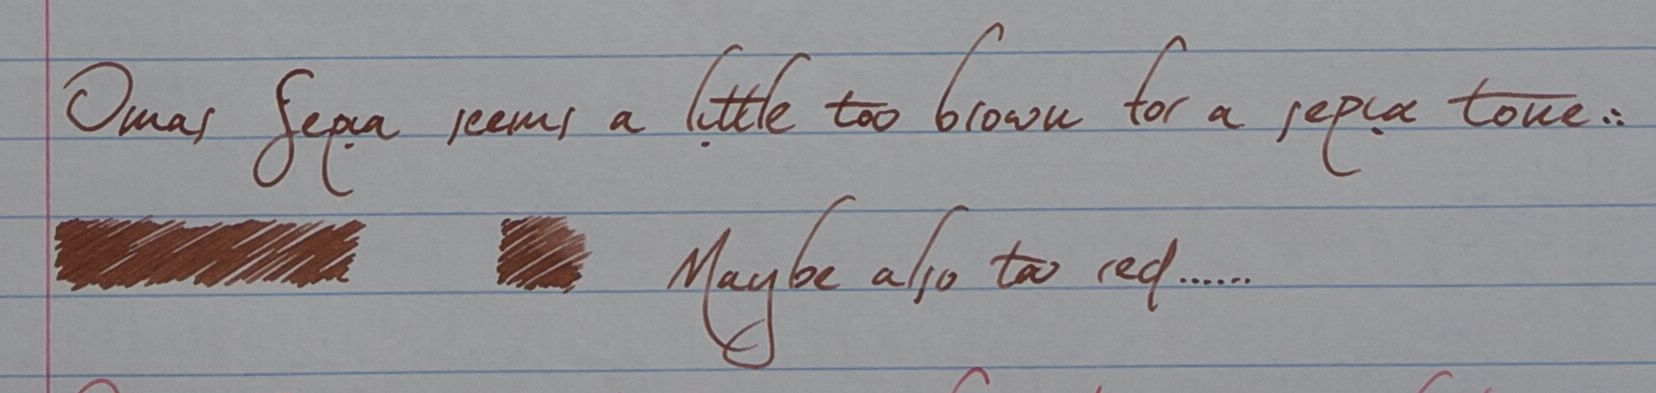 Omas Sepia seems a little too brown for a sepia tone..
Maybe also too red......